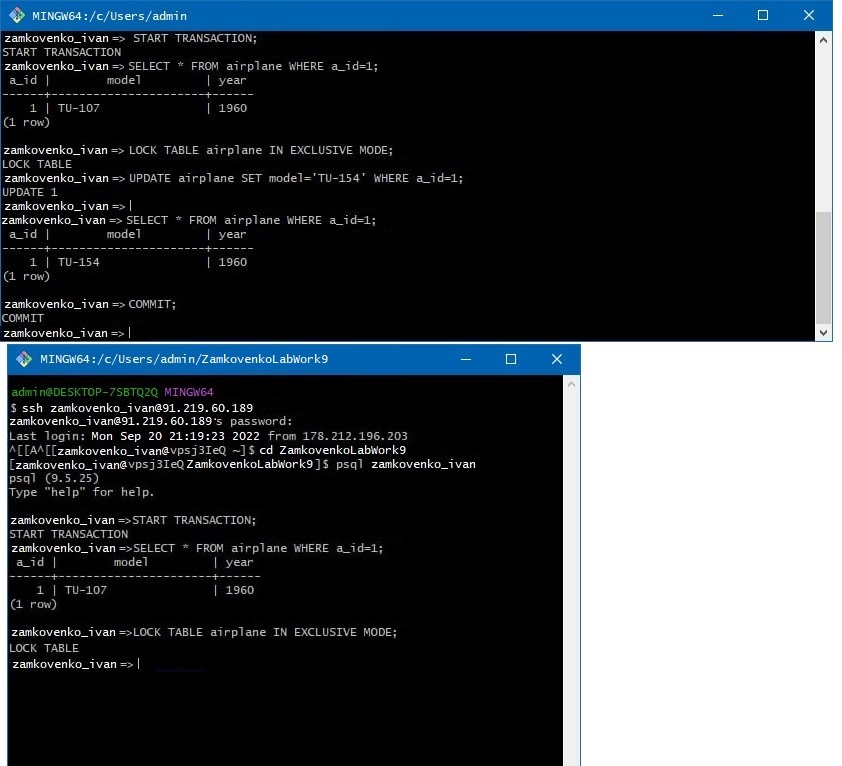 MINGW64:/c/Users/admin
zamkovenko_ivan => START TRANSACTION;
START TRANSACTION
zamkovenko_ivan => SELECT * FROM airplane WHERE a_id=1;
 a_id |        model         | year
------+----------------------+------
    1 | TU-107               | 1960
(1 row)
zamkovenko_ivan => LOCK TABLE airplane IN EXCLUSIVE MODE;
LOCK TABLE
zamkovenko_ivan => UPDATE airplane SET model='TU-154' WHERE a_id=1;
UPDATE 1
zamkovenko_ivan =>
zamkovenko_ivan => SELECT * FROM airplane WHERE a_id=1;
 a_id |        model         | year
------+----------------------+------
    1 | TU-154               | 1960
(1 row)
zamkovenko_ivan => COMMIT;
COMMIT
zamkovenko_ivan =>
MINGW64:/c/Users/admin/ZamkovenkoLabWork9
admin@DESKTOP-7SBTQ2Q MINGW64
$ ssh zamkovenko_ivan@91.219.60.189
zamkovenko_ivan@91.219.60.189's password:
Last login: Mon Sep 20 21:19:23 2022 from 178.212.196.203
^[[A^[[zamkovenko_ivan@vpsj3IeQ ~]$ cd ZamkovenkoLabWork9
[zamkovenko_ivan@vpsj3IeQ ZamkovenkoLabWork9]$ psql zamkovenko_ivan
psql (9.5.25)
Type "help" for help.
zamkovenko_ivan =>START TRANSACTION;
START TRANSACTION
zamkovenko_ivan =>SELECT * FROM airplane WHERE a_id=1;
 a_id |        model         | year
------+----------------------+------
    1 | TU-107               | 1960
(1 row)
zamkovenko_ivan =>LOCK TABLE airplane IN EXCLUSIVE MODE;
LOCK TABLE
zamkovenko_ivan =>